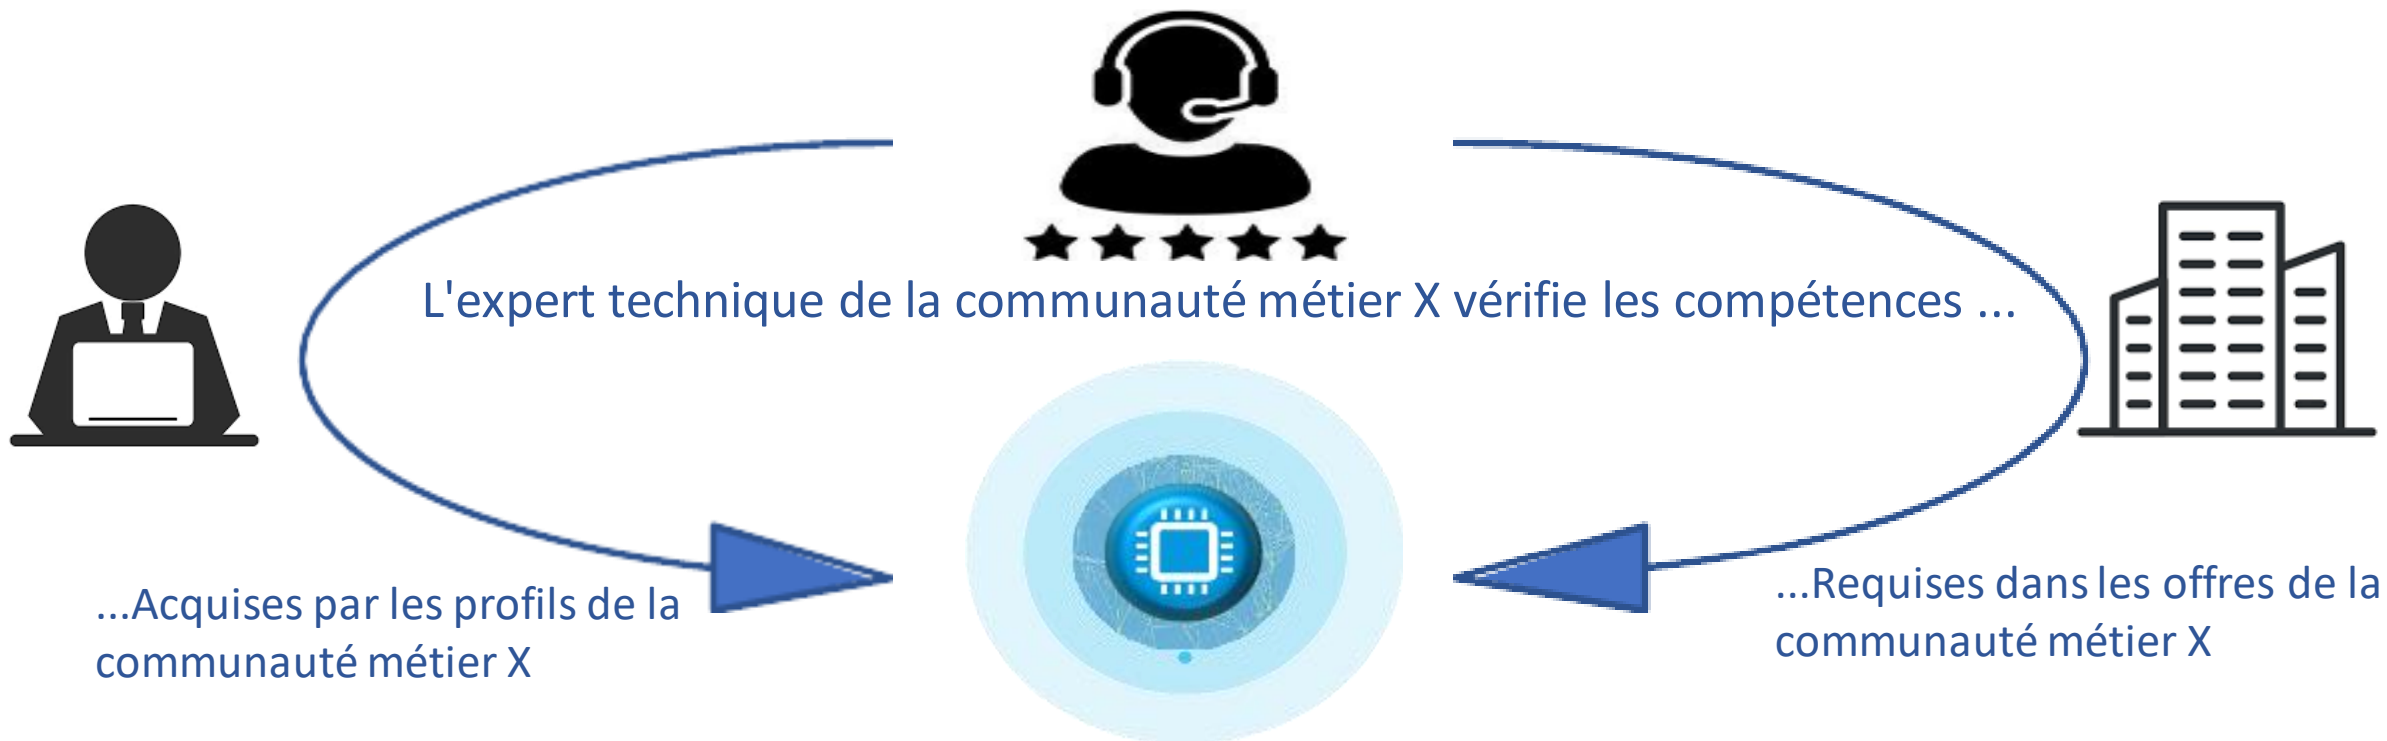 L'expert technique de la communauté métier X vérifie les compétences ...
...Acquises par les profils de la
communauté métier X
...Requises dans les offres de la
communauté métier X